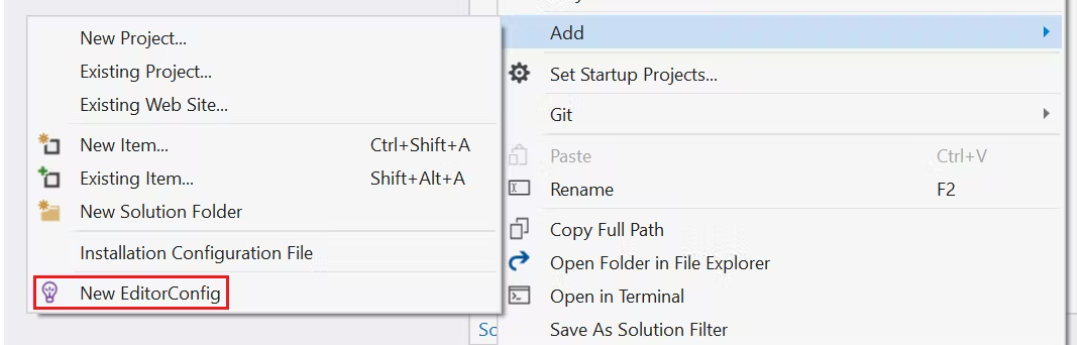 New Project...
Existing Project...
Existing Web Site...
New Item... Ctrl+Shift+A
Existing Item... Shift+Alt+A
New Solution Folder
Installation Configuration File
New EditorConfig
Add
Set Startup Projects...
Git
Paste Ctrl+V
Rename F2
Copy Full Path
Open Folder in File Explorer
Open in Terminal
Save As Solution Filter